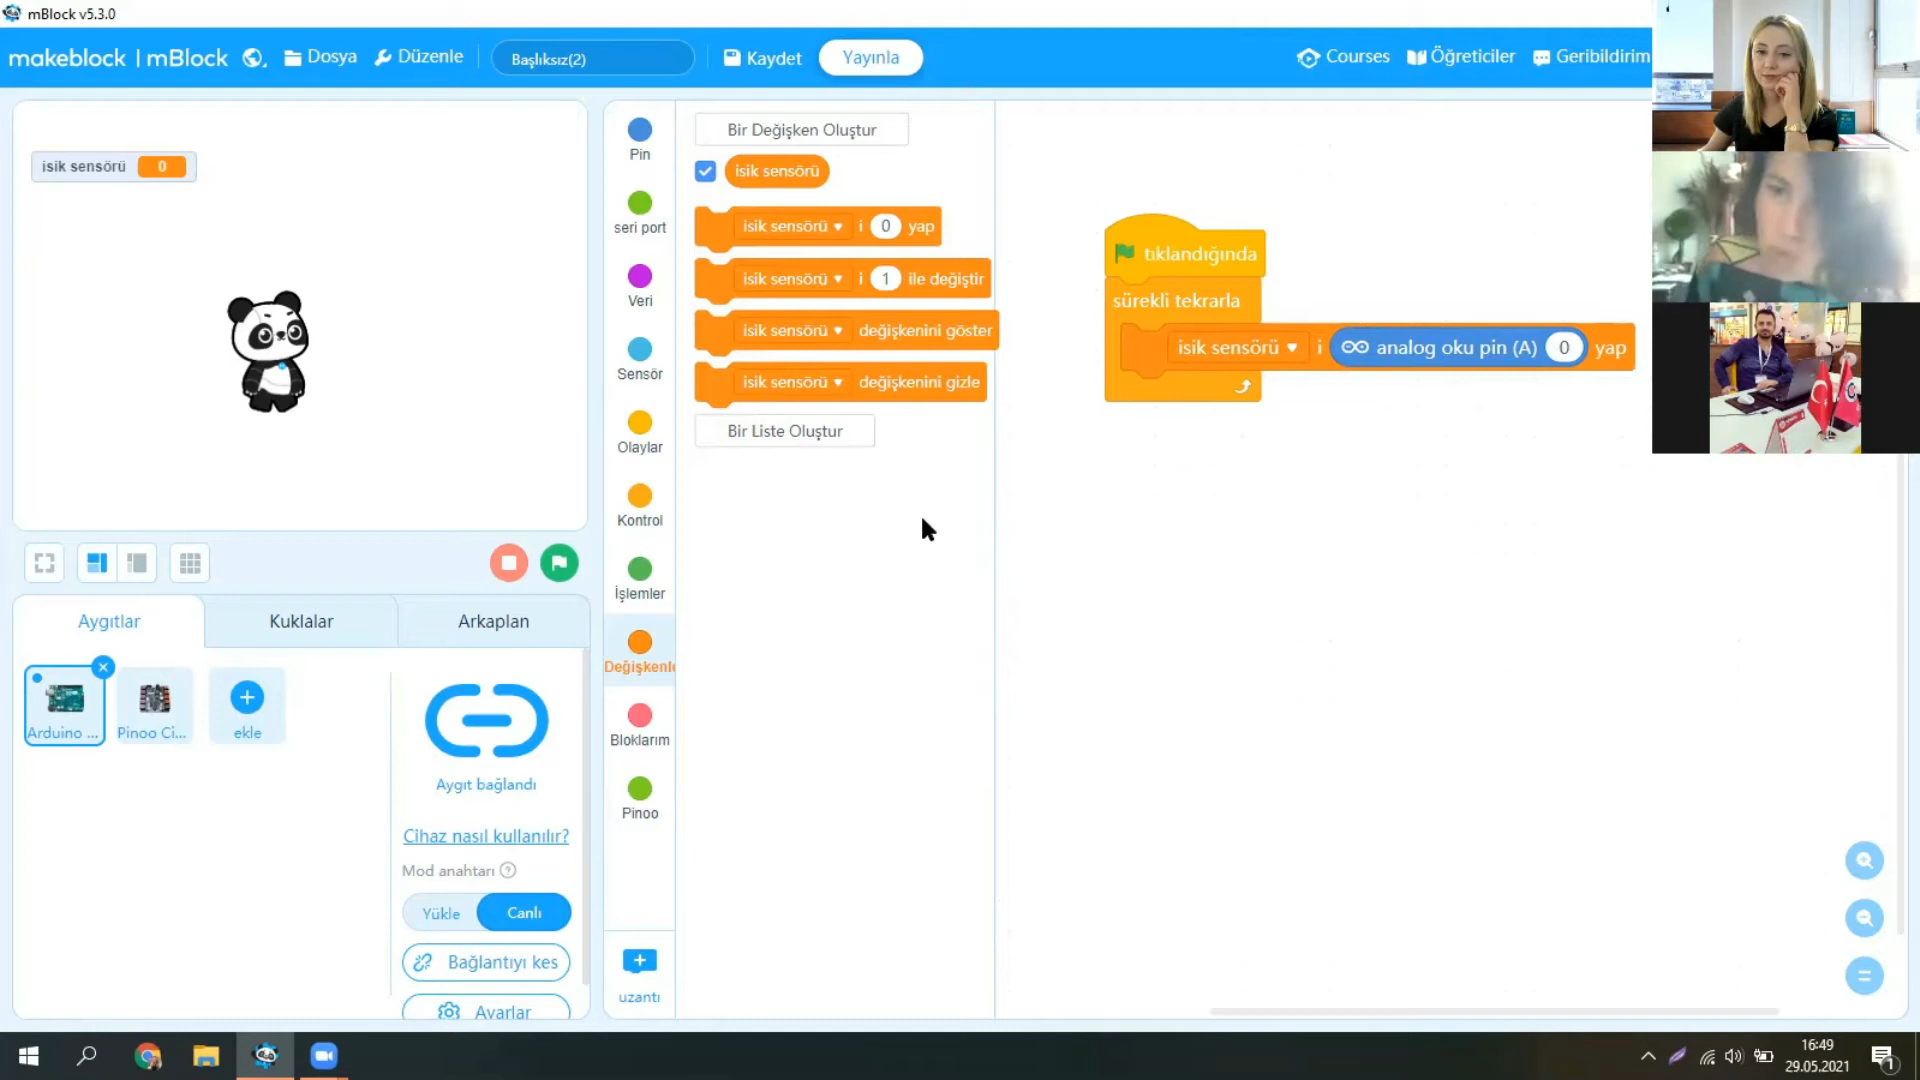 mBlock v5.3.0
makeblock | mBlock
Dosya
Düzenle
Başlıksız(2)
Kaydet
Yayınla
Courses
Öğreticiler
Geribildirim
isik sensörü 0
Pin
seri port
Veri
Sensör
Olaylar
Kontrol
İşlemler
Değişkenle
Bloklarım
Pinoo
uzantı
Bir Değişken Oluştur
isik sensörü
isik sensörü i 0 yap
isik sensörü i 1 ile değiştir
isik sensörü değişkenini göster
isik sensörü değişkenini gizle
Bir Liste Oluştur
tıklandığında
sürekli tekrarla
isik sensörü i analog oku pin (A) 0 yap
Aygıtlar
Kuklalar
Arkaplan
Arduino ...
Pinoo Ci...
ekle
Aygıt bağlandı
Cihaz nasıl kullanılır?
Mod anahtarı ?
Yükle
Canlı
Bağlantıyı kes
Ayarlar
16:49
29.05.2021
1